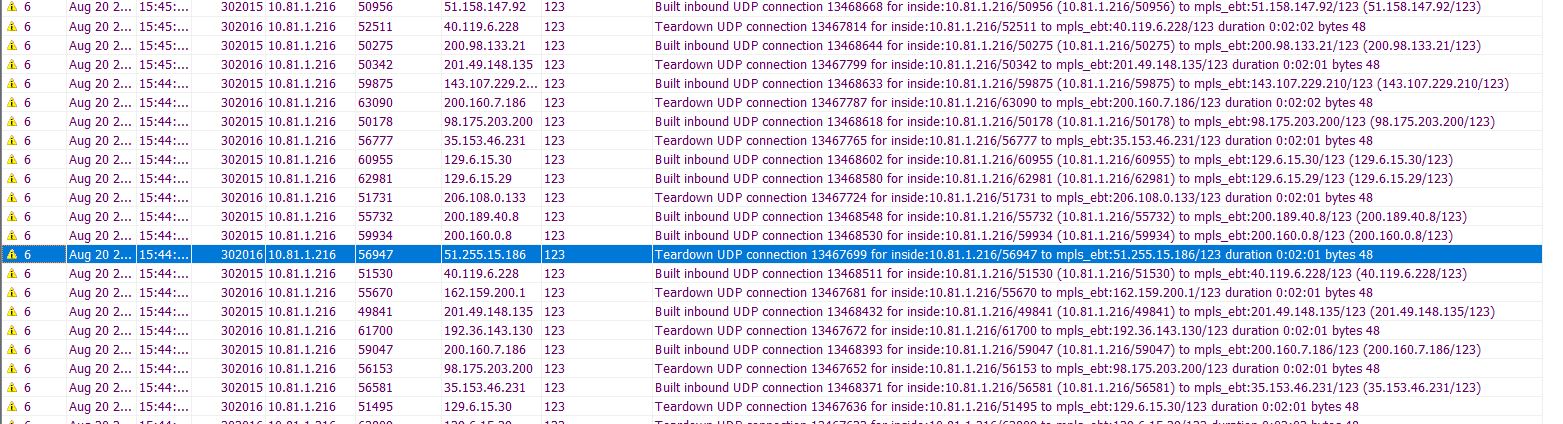 6 Aug 20 2... 15:45:... 302015 10.81.1.216 50956 51.158.147.92 123 Built inbound UDP connection 13468668 for inside:10.81.1.216/50956 (10.81.1.216/50956) to mpls_ebt:51.158.147.92/123 (51.158.147.92/123)
6 Aug 20 2... 15:45:... 302016 10.81.1.216 52511 40.119.6.228 123 Teardown UDP connection 13467814 for inside:10.81.1.216/52511 to mpls_ebt:40.119.6.228/123 duration 0:02:02 bytes 48
6 Aug 20 2... 15:45:... 302015 10.81.1.216 50275 200.98.133.21 123 Built inbound UDP connection 13468644 for inside:10.81.1.216/50275 (10.81.1.216/50275) to mpls_ebt:200.98.133.21/123 (200.98.133.21/123)
6 Aug 20 2... 15:45:... 302016 10.81.1.216 50342 201.49.148.135 123 Teardown UDP connection 13467799 for inside:10.81.1.216/50342 to mpls_ebt:201.49.148.135/123 duration 0:02:01 bytes 48
6 Aug 20 2... 15:44:... 302015 10.81.1.216 59875 143.107.229.2... 123 Built inbound UDP connection 13468633 for inside:10.81.1.216/59875 (10.81.1.216/59875) to mpls_ebt:143.107.229.210/123 (143.107.229.210/123)
6 Aug 20 2... 15:44:... 302016 10.81.1.216 63090 200.160.7.186 123 Teardown UDP connection 13467787 for inside:10.81.1.216/63090 to mpls_ebt:200.160.7.186/123 duration 0:02:02 bytes 48
6 Aug 20 2... 15:44:... 302015 10.81.1.216 50178 98.175.203.200 123 Built inbound UDP connection 13468618 for inside:10.81.1.216/50178 (10.81.1.216/50178) to mpls_ebt:98.175.203.200/123 (98.175.203.200/123)
6 Aug 20 2... 15:44:... 302016 10.81.1.216 56777 35.153.46.231 123 Teardown UDP connection 13467765 for inside:10.81.1.216/56777 to mpls_ebt:35.153.46.231/123 duration 0:02:01 bytes 48
6 Aug 20 2... 15:44:... 302015 10.81.1.216 60955 129.6.15.30 123 Built inbound UDP connection 13468602 for inside:10.81.1.216/60955 (10.81.1.216/60955) to mpls_ebt:129.6.15.30/123 (129.6.15.30/123)
6 Aug 20 2... 15:44:... 302015 10.81.1.216 62981 129.6.15.29 123 Built inbound UDP connection 13468580 for inside:10.81.1.216/62981 (10.81.1.216/62981) to mpls_ebt:129.6.15.29/123 (129.6.15.29/123)
6 Aug 20 2... 15:44:... 302016 10.81.1.216 51731 206.108.0.133 123 Teardown UDP connection 13467724 for inside:10.81.1.216/51731 to mpls_ebt:206.108.0.133/123 duration 0:02:01 bytes 48
6 Aug 20 2... 15:44:... 302015 10.81.1.216 55732 200.189.40.8 123 Built inbound UDP connection 13468548 for inside:10.81.1.216/55732 (10.81.1.216/55732) to mpls_ebt:200.189.40.8/123 (200.189.40.8/123)
6 Aug 20 2... 15:44:... 302015 10.81.1.216 59934 200.160.0.8 123 Built inbound UDP connection 13468530 for inside:10.81.1.216/59934 (10.81.1.216/59934) to mpls_ebt:200.160.0.8/123 (200.160.0.8/123)
6 Aug 20 2... 15:44:... 302016 10.81.1.216 56947 51.255.15.186 123 Teardown UDP connection 13467699 for inside:10.81.1.216/56947 to mpls_ebt:51.255.15.186/123 duration 0:02:01 bytes 48
6 Aug 20 2... 15:44:... 302015 10.81.1.216 51530 40.119.6.228 123 Built inbound UDP connection 13468511 for inside:10.81.1.216/51530 (10.81.1.216/51530) to mpls_ebt:40.119.6.228/123 (40.119.6.228/123)
6 Aug 20 2... 15:44:... 302016 10.81.1.216 55670 162.159.200.1 123 Teardown UDP connection 13467681 for inside:10.81.1.216/55670 to mpls_ebt:162.159.200.1/123 duration 0:02:01 bytes 48
6 Aug 20 2... 15:44:... 302015 10.81.1.216 49841 201.49.148.135 123 Built inbound UDP connection 13468432 for inside:10.81.1.216/49841 (10.81.1.216/49841) to mpls_ebt:201.49.148.135/123 (201.49.148.135/123)
6 Aug 20 2... 15:44:... 302016 10.81.1.216 61700 192.36.143.130 123 Teardown UDP connection 13467672 for inside:10.81.1.216/61700 to mpls_ebt:192.36.143.130/123 duration 0:02:01 bytes 48
6 Aug 20 2... 15:44:... 302015 10.81.1.216 59047 200.160.7.186 123 Built inbound UDP connection 13468393 for inside:10.81.1.216/59047 (10.81.1.216/59047) to mpls_ebt:200.160.7.186/123 (200.160.7.186/123)
6 Aug 20 2... 15:44:... 302016 10.81.1.216 56153 98.175.203.200 123 Teardown UDP connection 13467652 for inside:10.81.1.216/56153 to mpls_ebt:98.175.203.200/123 duration 0:02:01 bytes 48
6 Aug 20 2... 15:44:... 302015 10.81.1.216 56581 35.153.46.231 123 Built inbound UDP connection 13468371 for inside:10.81.1.216/56581 (10.81.1.216/56581) to mpls_ebt:35.153.46.231/123 (35.153.46.231/123)
6 Aug 20 2... 15:44:... 302016 10.81.1.216 51495 129.6.15.30 123 Teardown UDP connection 13467636 for inside:10.81.1.216/51495 to mpls_ebt:129.6.15.30/123 duration 0:02:01 bytes 48